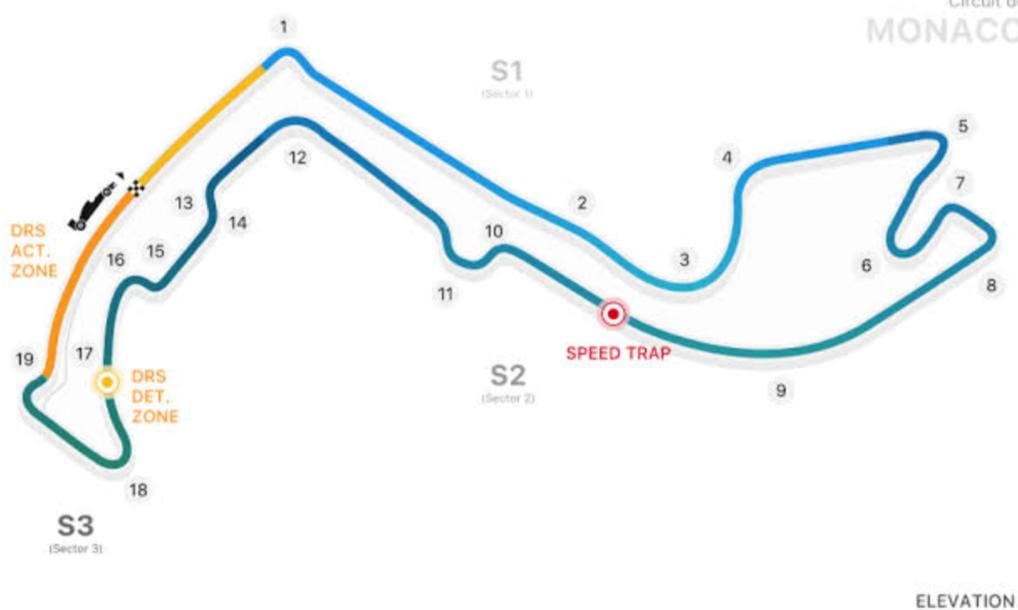 Circuit d
MONACO
1
S1
(Sector 1)
5
4
12
7
13
2
14
DRS
ACT.
ZONE
10
16
15
3
6
11
8
17
19
SPEED TRAP
DRS
DET.
ZONE
S2
(Sector 2)
9
18
S3
(Sector 3)
ELEVATION